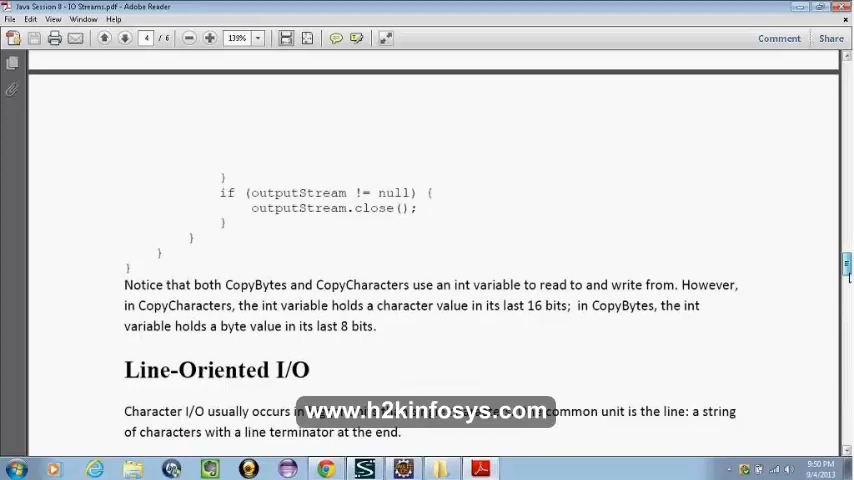 Java Session 8 - IO Streams.pdf - Adobe Reader
File Edit View Window Help
4 / 6 139% Comment Share
}
if (outputStream != null) {
outputStream.close();
}
}
}
}
Notice that both CopyBytes and CopyCharacters use an int variable to read to and write from. However,
in CopyCharacters, the int variable holds a character value in its last 16 bits; in CopyBytes, the int
variable holds a byte value in its last 8 bits.
Line-Oriented I/O
Character I/O usually occurs in common unit is the line: a string
www.h2kinfosys.com
of characters with a line terminator at the end.
9:50 PM
9/4/2013